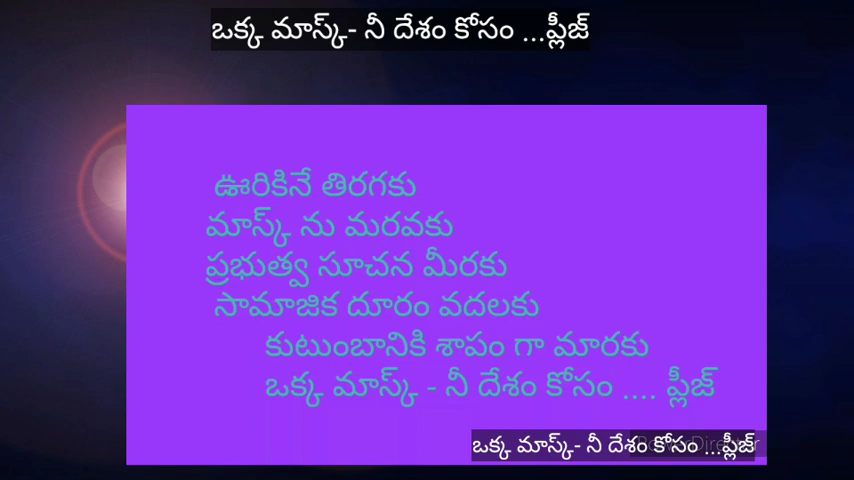 ఒక్క మాస్క్- నీ దేశం కోసం ...ప్లీజ్
ఊరికినే తిరగకు
మాస్క్ ను మరవకు
ప్రభుత్వ సూచన మీరకు
సామాజిక దూరం వదలకు
కుటుంబానికి శాపం గా మారకు
ఒక్క మాస్క్ - నీ దేశం కోసం .... ప్లీజ్
ఒక్క మాస్క్- నీ దేశం కోసం ...ప్లీజ్